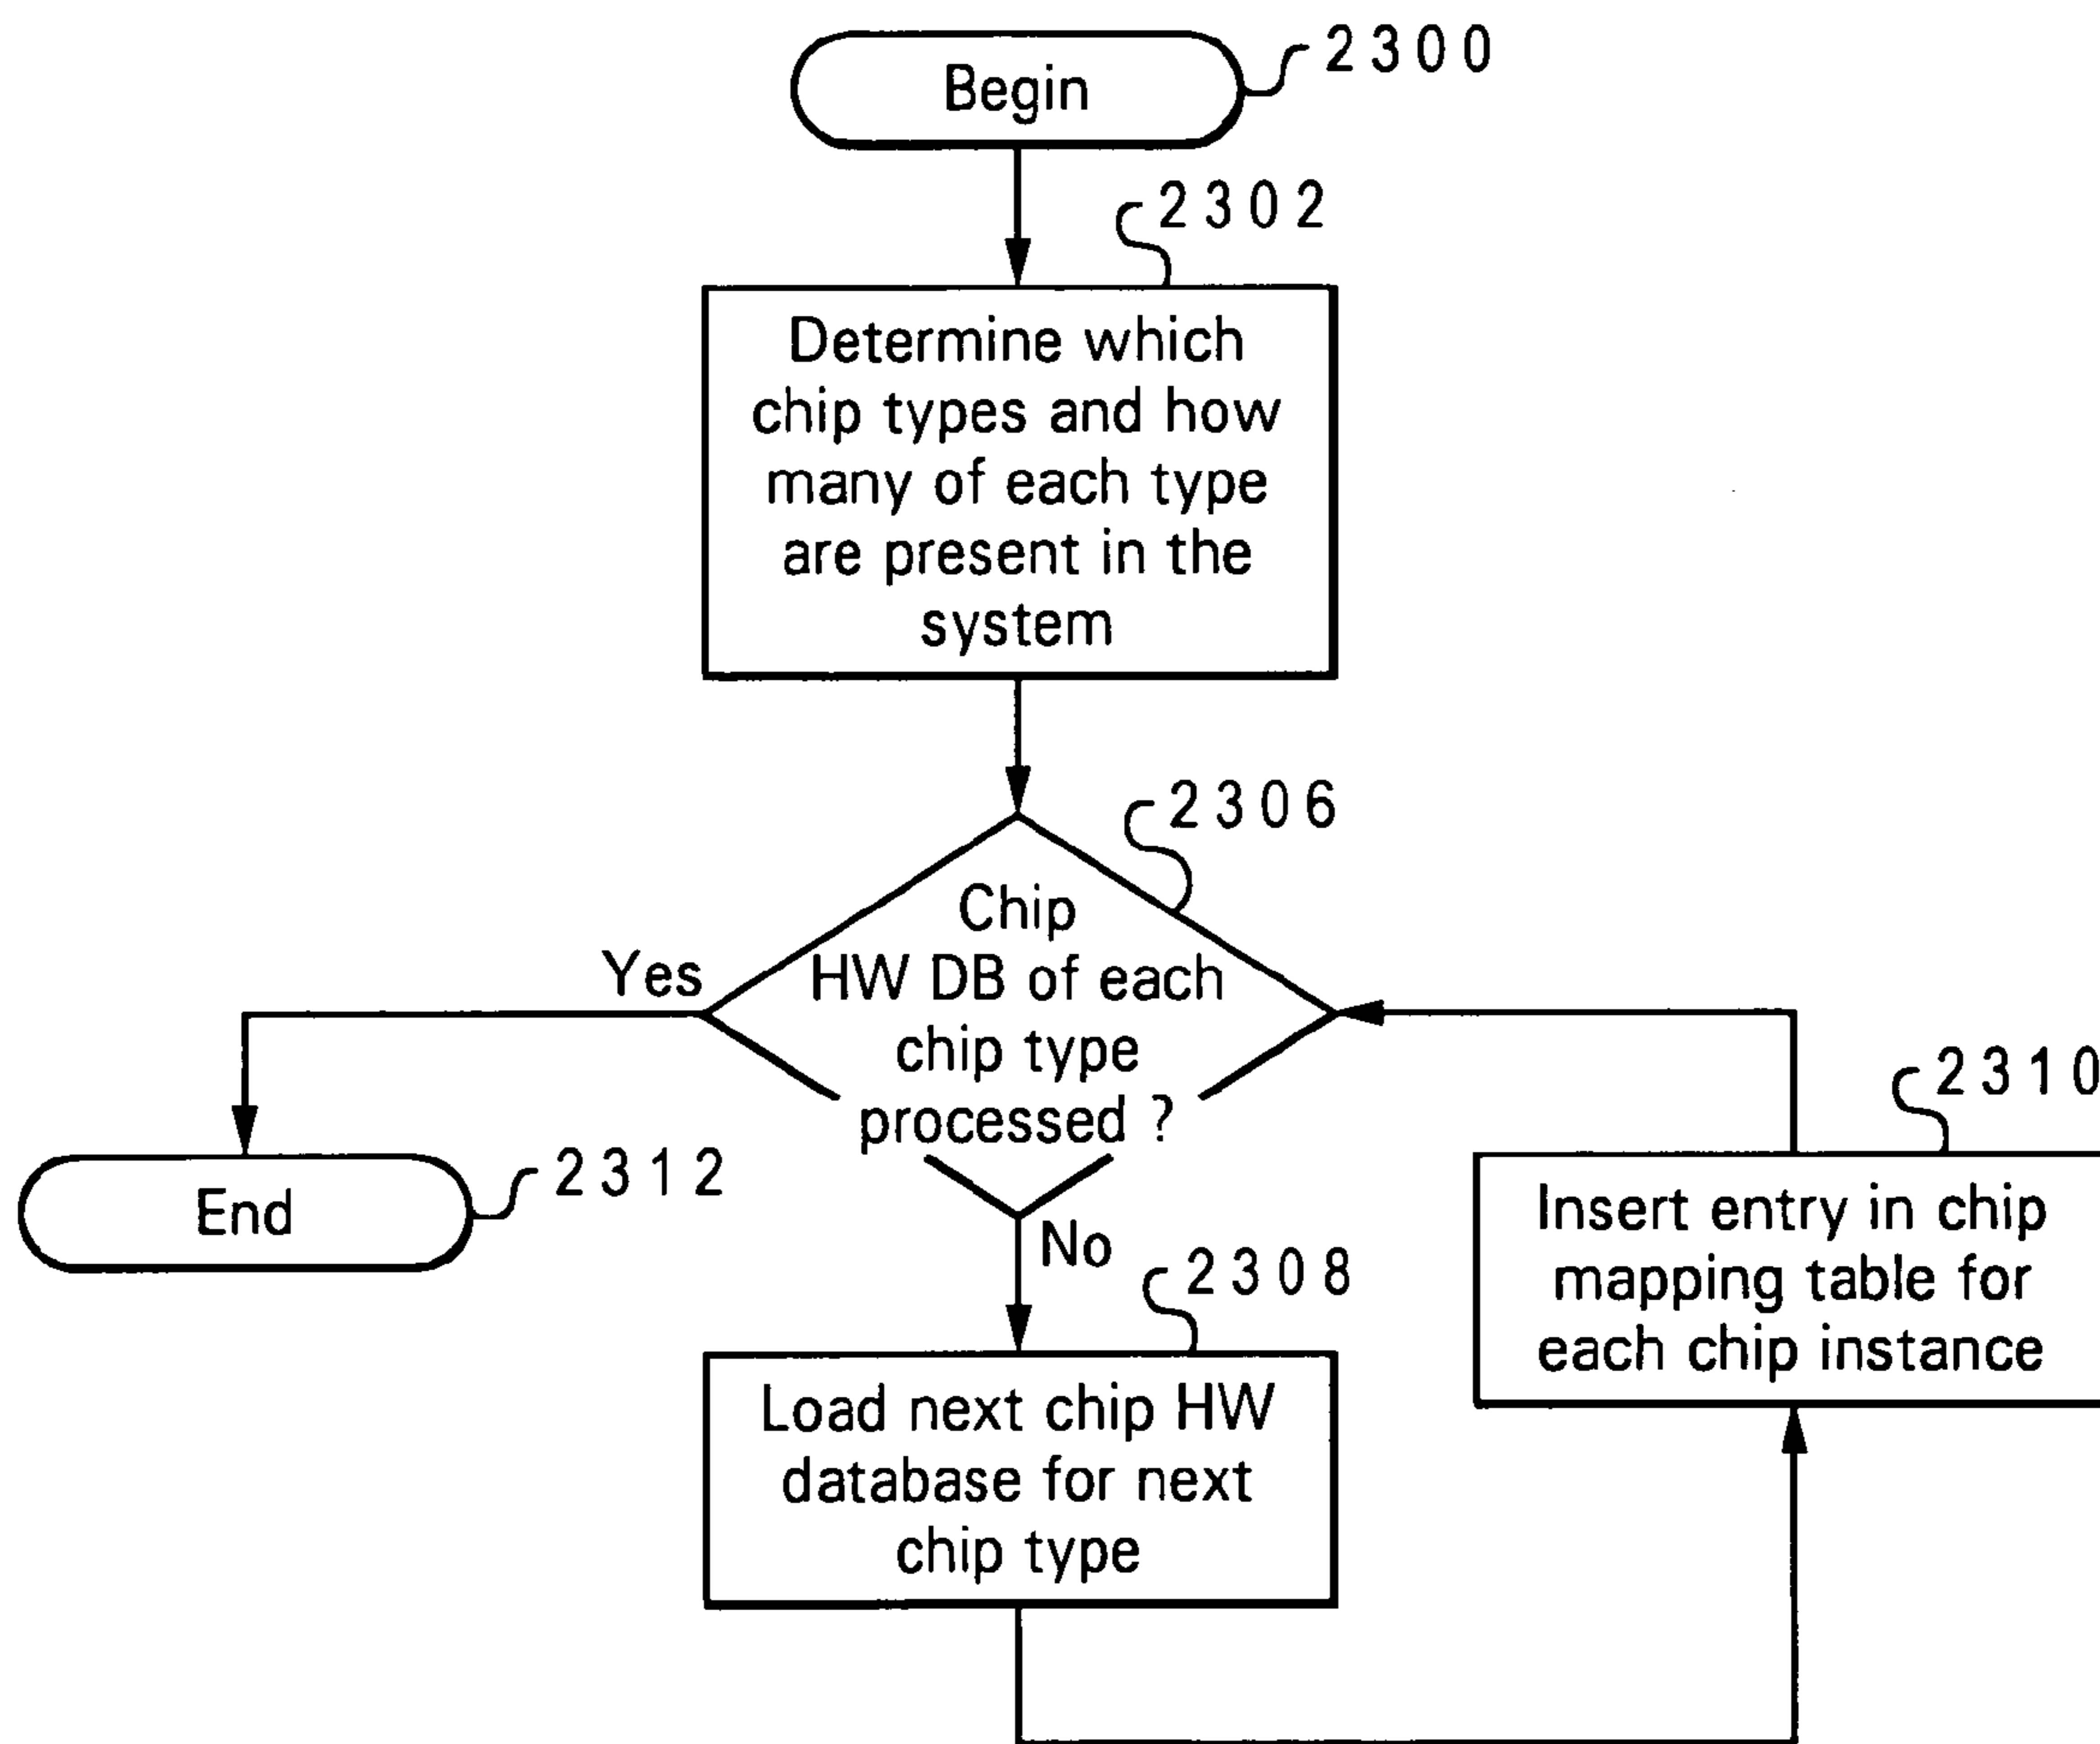 Begin
2300
2302
Determine which
chip types and how
many of each type
are present in the
system
2306
Chip
HW DB of each
chip type
processed ?
Yes
No
2312
End
2308
Load next chip HW
database for next
chip type
2310
Insert entry in chip
mapping table for
each chip instance